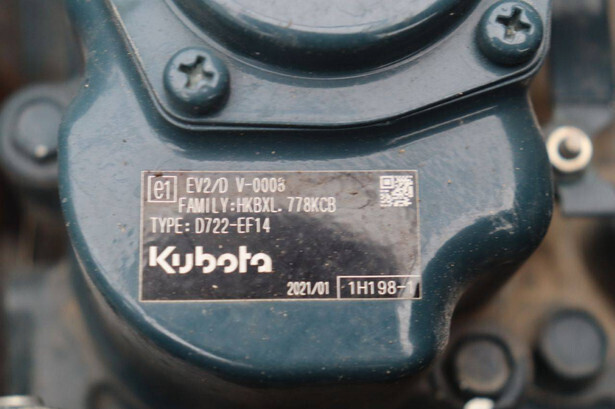 e1 EV2/D V-0008
FAMILY:HKBXL.778KCB
TYPE: D722-EF14
Kubota
2021/01 1H198-1